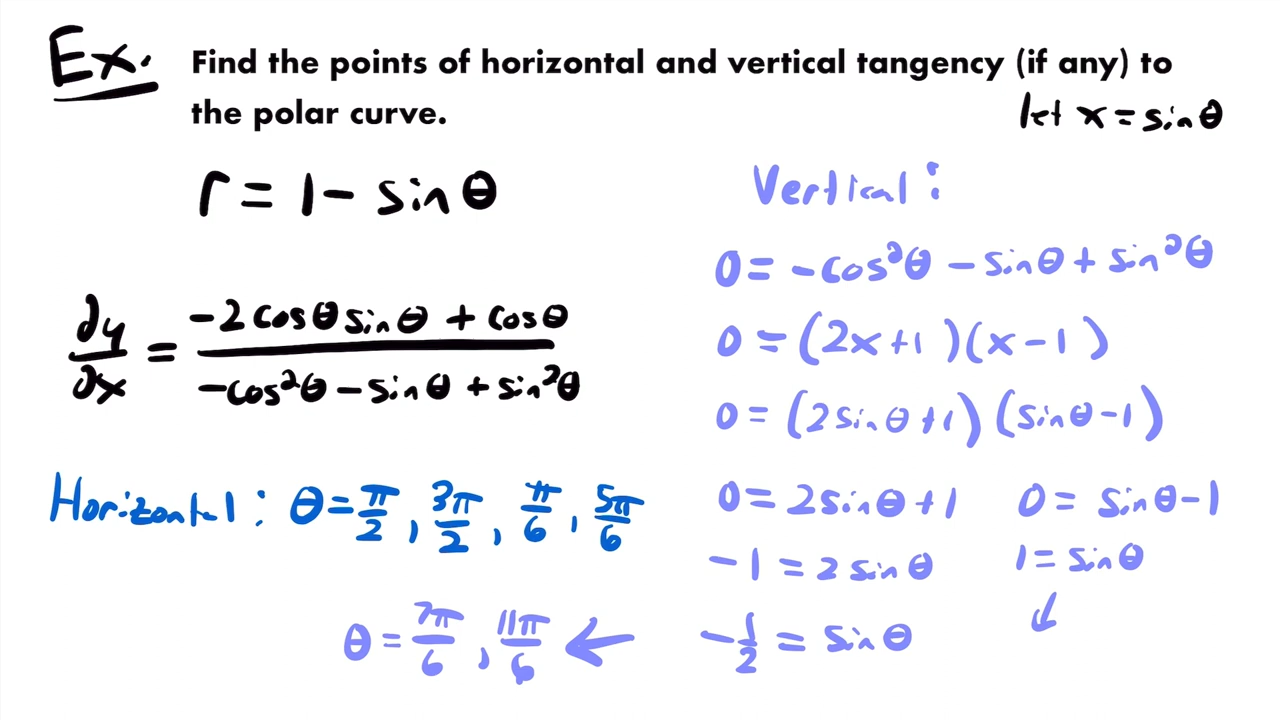 Ex. Find the points of horizontal and vertical tangency (if any) to
the polar curve.
let x = sinθ
r = 1 - sinθ
dy/dx = (-2cosθsinθ + cosθ)/(-cos²θ - sinθ + sin²θ)
Horizontal: θ = π/2, 3π/2, π/6, 5π/6
Vertical:
0 = -cos²θ - sinθ + sin²θ
0 = (2x+1)(x-1)
0 = (2sinθ+1)(sinθ-1)
0 = 2sinθ+1
-1 = 2sinθ
-1/2 = sinθ
0 = sinθ-1
1 = sinθ
↓
θ = 7π/6, 11π/6 ←